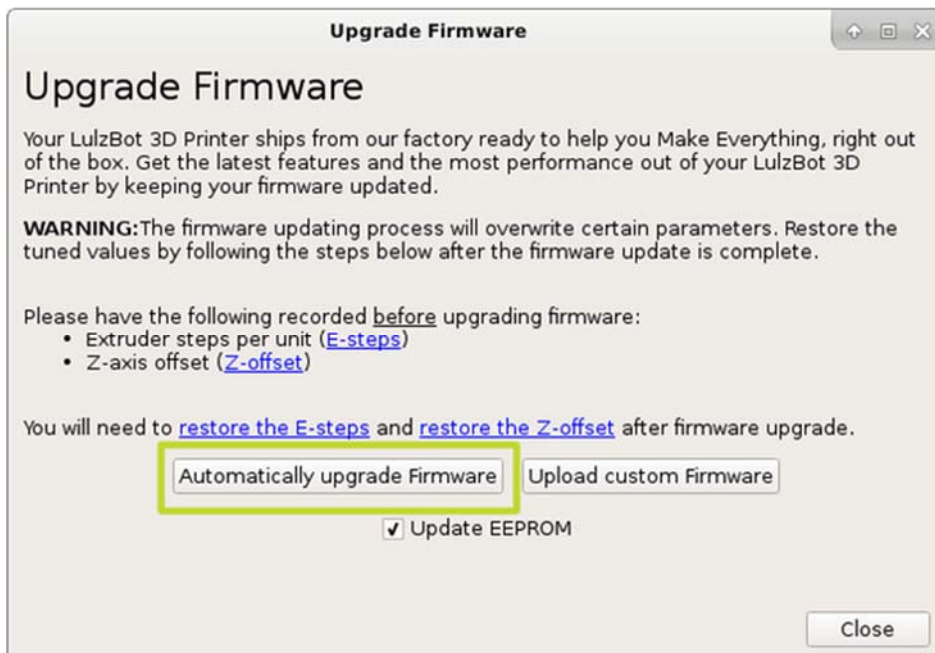 Upgrade Firmware
Upgrade Firmware
Your LulzBot 3D Printer ships from our factory ready to help you Make Everything, right out
of the box. Get the latest features and the most performance out of your LulzBot 3D
Printer by keeping your firmware updated.
WARNING:The firmware updating process will overwrite certain parameters. Restore the
tuned values by following the steps below after the firmware update is complete.
Please have the following recorded before upgrading firmware:
• Extruder steps per unit (E-steps)
• Z-axis offset (Z-offset)
You will need to restore the E-steps and restore the Z-offset after firmware upgrade.
Automatically upgrade Firmware Upload custom Firmware
Update EEPROM
Close